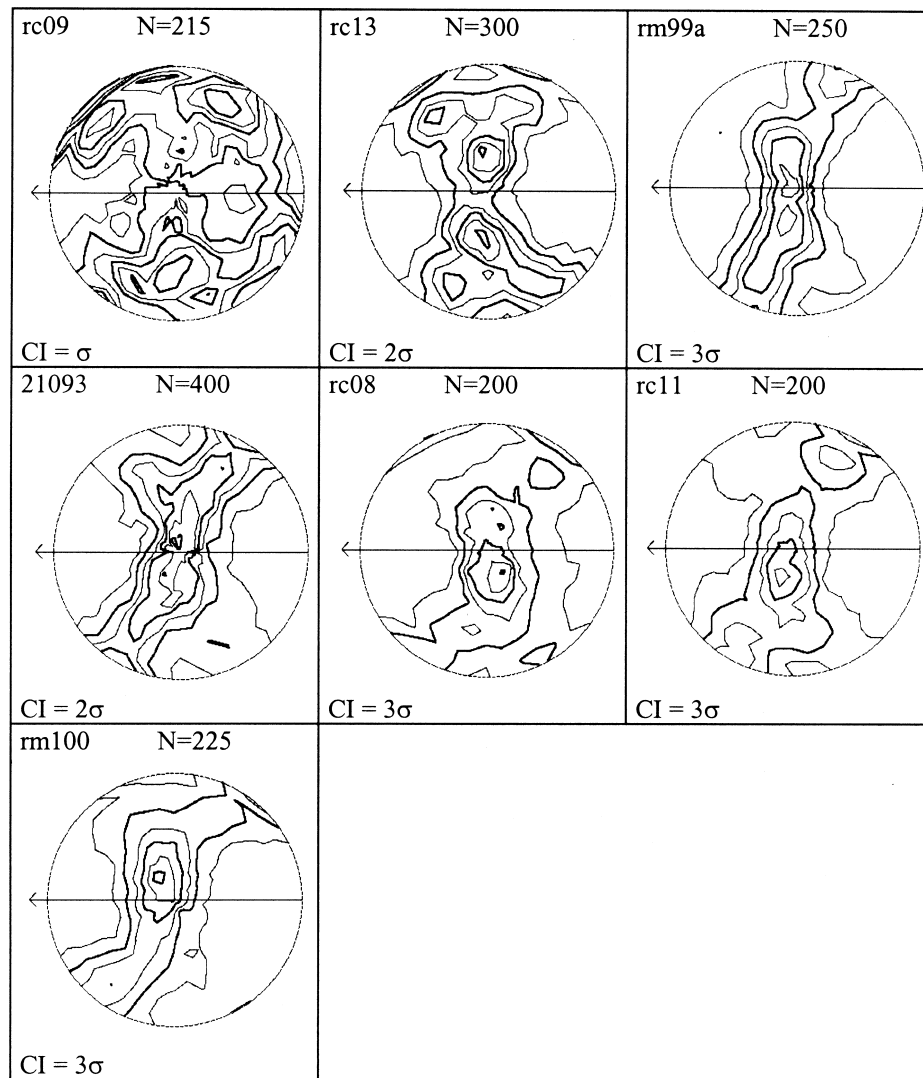 rc09 N=215
CI = σ
rc13 N=300
CI = 2σ
rm99a N=250
CI = 3σ
21093 N=400
CI = 2σ
rc08 N=200
CI = 3σ
rc11 N=200
CI = 3σ
rm100 N=225
CI = 3σ